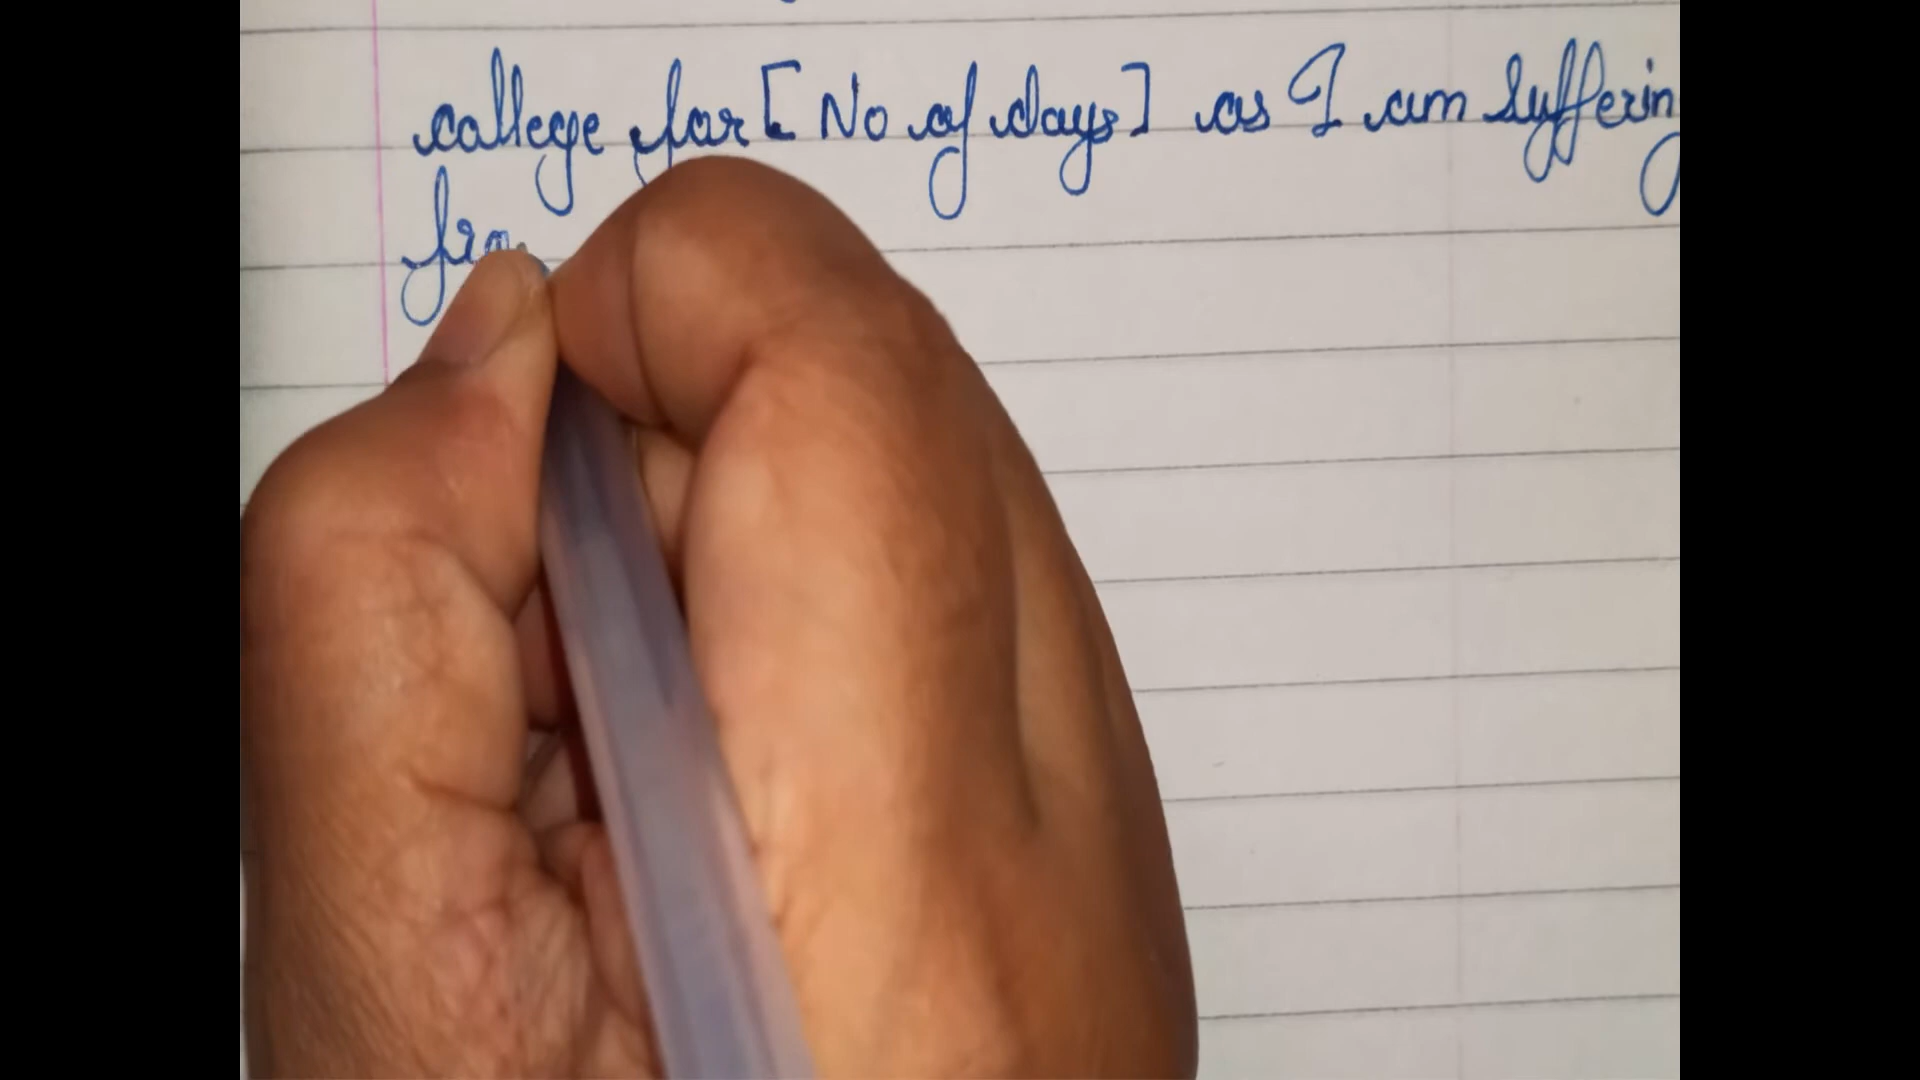 college for [ No of days] as I am suffering
fro